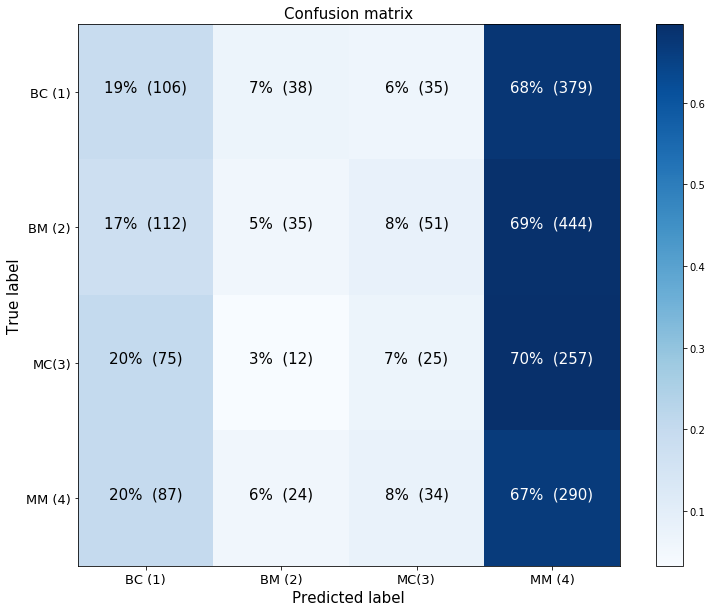 Confusion matrix
True label
BC (1)
19% (106) 7% (38) 6% (35) 68% (379)
BM (2)
17% (112) 5% (35) 8% (51) 69% (444)
MC(3)
20% (75) 3% (12) 7% (25) 70% (257)
MM (4)
20% (87) 6% (24) 8% (34) 67% (290)
BC (1) BM (2) MC(3) MM (4)
Predicted label
0.6
0.5
0.4
0.3
0.2
0.1